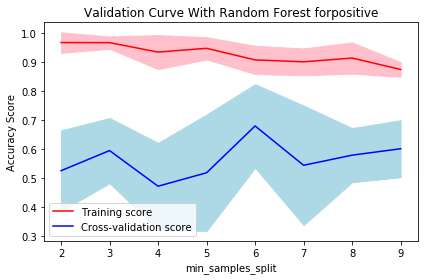 Validation Curve With Random Forest forpositive
Accuracy Score
1.0
0.9
0.8
0.7
0.6
0.5
0.4
0.3
Training score
Cross-validation score
2 3 4 5 6 7 8 9
min_samples_split